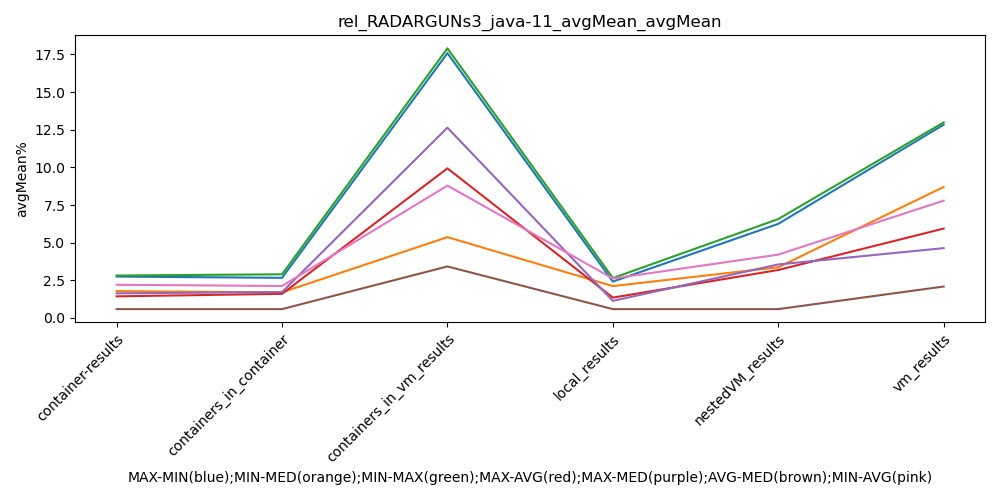 rel_RADARGUNs3_java-11_avgMean_avgMean
avgMean%
17.5
15.0
12.5
10.0
7.5
5.0
2.5
0.0
container-results
containers_in_container
containers_in_vm_results
local_results
nestedVM_results
vm_results
MAX-MIN(blue);MIN-MED(orange);MIN-MAX(green);MAX-AVG(red);MAX-MED(purple);AVG-MED(brown);MIN-AVG(pink)